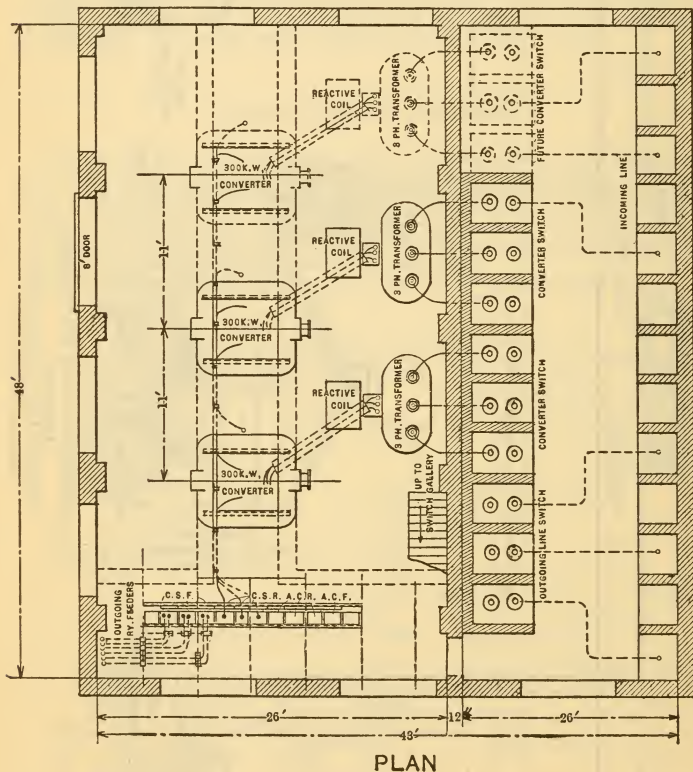 REACTIVE
COIL
3 PH. TRANSFORMER
FUTURE CONVERTER SWITCH
300K.W.
CONVERTER
INCOMING LINE
8' DOOR
11'
REACTIVE
COIL
3 PH. TRANSFORMER
CONVERTER SWITCH
300K.W.
CONVERTER
48'
11'
REACTIVE
COIL
3 PH. TRANSFORMER
CONVERTER SWITCH
300K.W.
CONVERTER
UP TO
SWITCH GALLERY
OUTGOING LINE SWITCH
C.S.F. C.S.R. A.C.R. A.C.F.
OUTGOING
RY. FEEDERS
26' 12" 26'
43'
PLAN